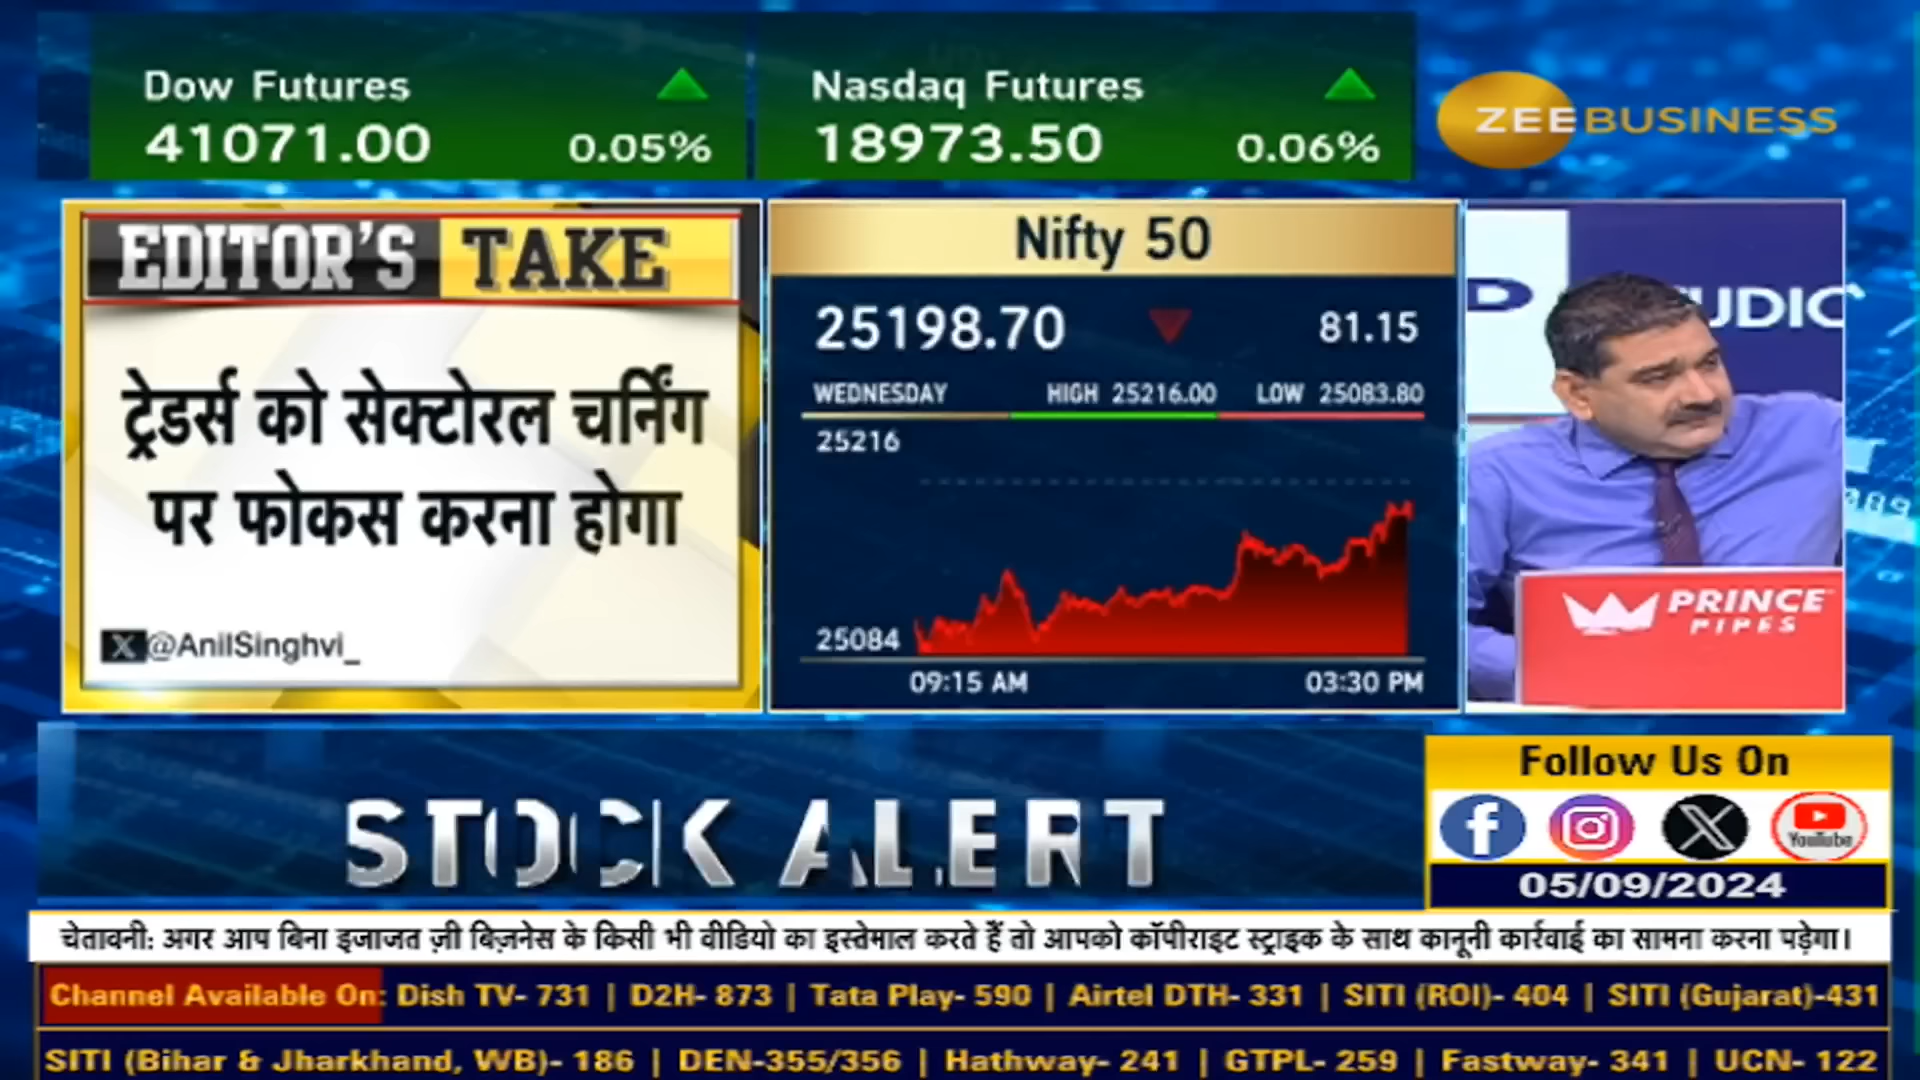 Dow Futures
41071.00 0.05%
Nasdaq Futures
18973.50 0.06%
ZEEBUSINESS
EDITOR'S TAKE
ट्रेडर्स को सेक्टोरल चर्निंग
पर फोकस करना होगा
X @AnilSinghvi_
Nifty 50
25198.70 81.15
WEDNESDAY HIGH 25216.00 LOW 25083.80
25216
25084
09:15 AM 03:30 PM
PRINCE
PIPES
STOCK ALERT
Follow Us On
YouTube
05/09/2024
चेतावनी: अगर आप बिना इजाजत ज़ी बिज़नेस के किसी भी वीडियो का इस्तेमाल करते हैं तो आपको कॉपीराइट स्ट्राइक के साथ कानूनी कार्रवाई का सामना करना पड़ेगा।
Channel Available On: Dish TV- 731 | D2H- 873 | Tata Play- 590 | Airtel DTH- 331 | SITI (ROI)- 404 | SITI (Gujarat)-431
SITI (Bihar & Jharkhand, WB)- 186 | DEN-355/356 | Hathway- 241 | GTPL- 259 | Fastway- 341 | UCN- 122